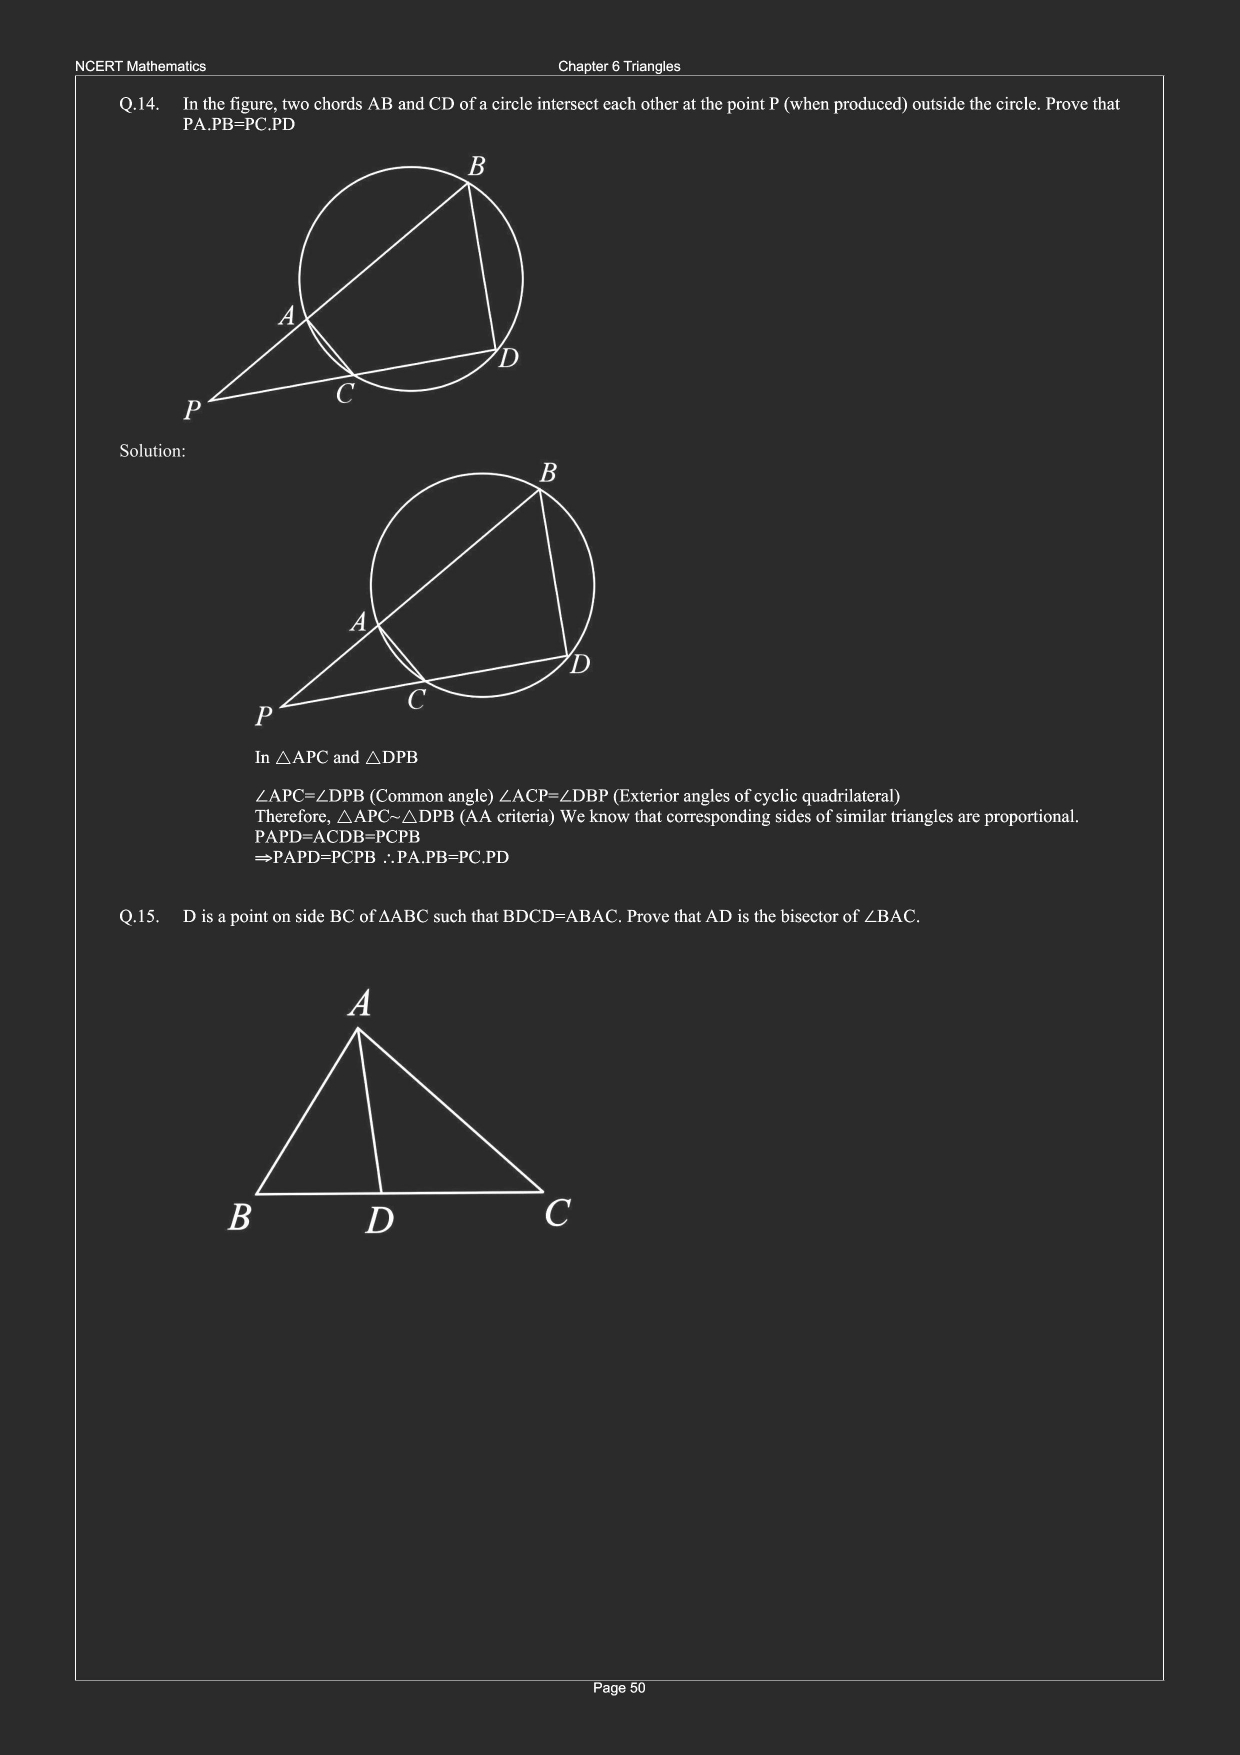 NCERT Mathematics
Chapter 6 Triangles
Q.14. In the figure, two chords AB and CD of a circle intersect each other at the point P (when produced) outside the circle. Prove that
PA.PB=PC.PD
B
A
D
C
P
Solution:
B
A
D
C
P
In △APC and △DPB
∠APC=∠DPB (Common angle) ∠ACP=∠DBP (Exterior angles of cyclic quadrilateral)
Therefore, △APC~△DPB (AA criteria) We know that corresponding sides of similar triangles are proportional.
PAPD=ACDB=PCPB
⇒PAPD=PCPB ∴PA.PB=PC.PD
Q.15. D is a point on side BC of ΔABC such that BDCD=ABAC. Prove that AD is the bisector of ∠BAC.
A
B
D
C
Page 50